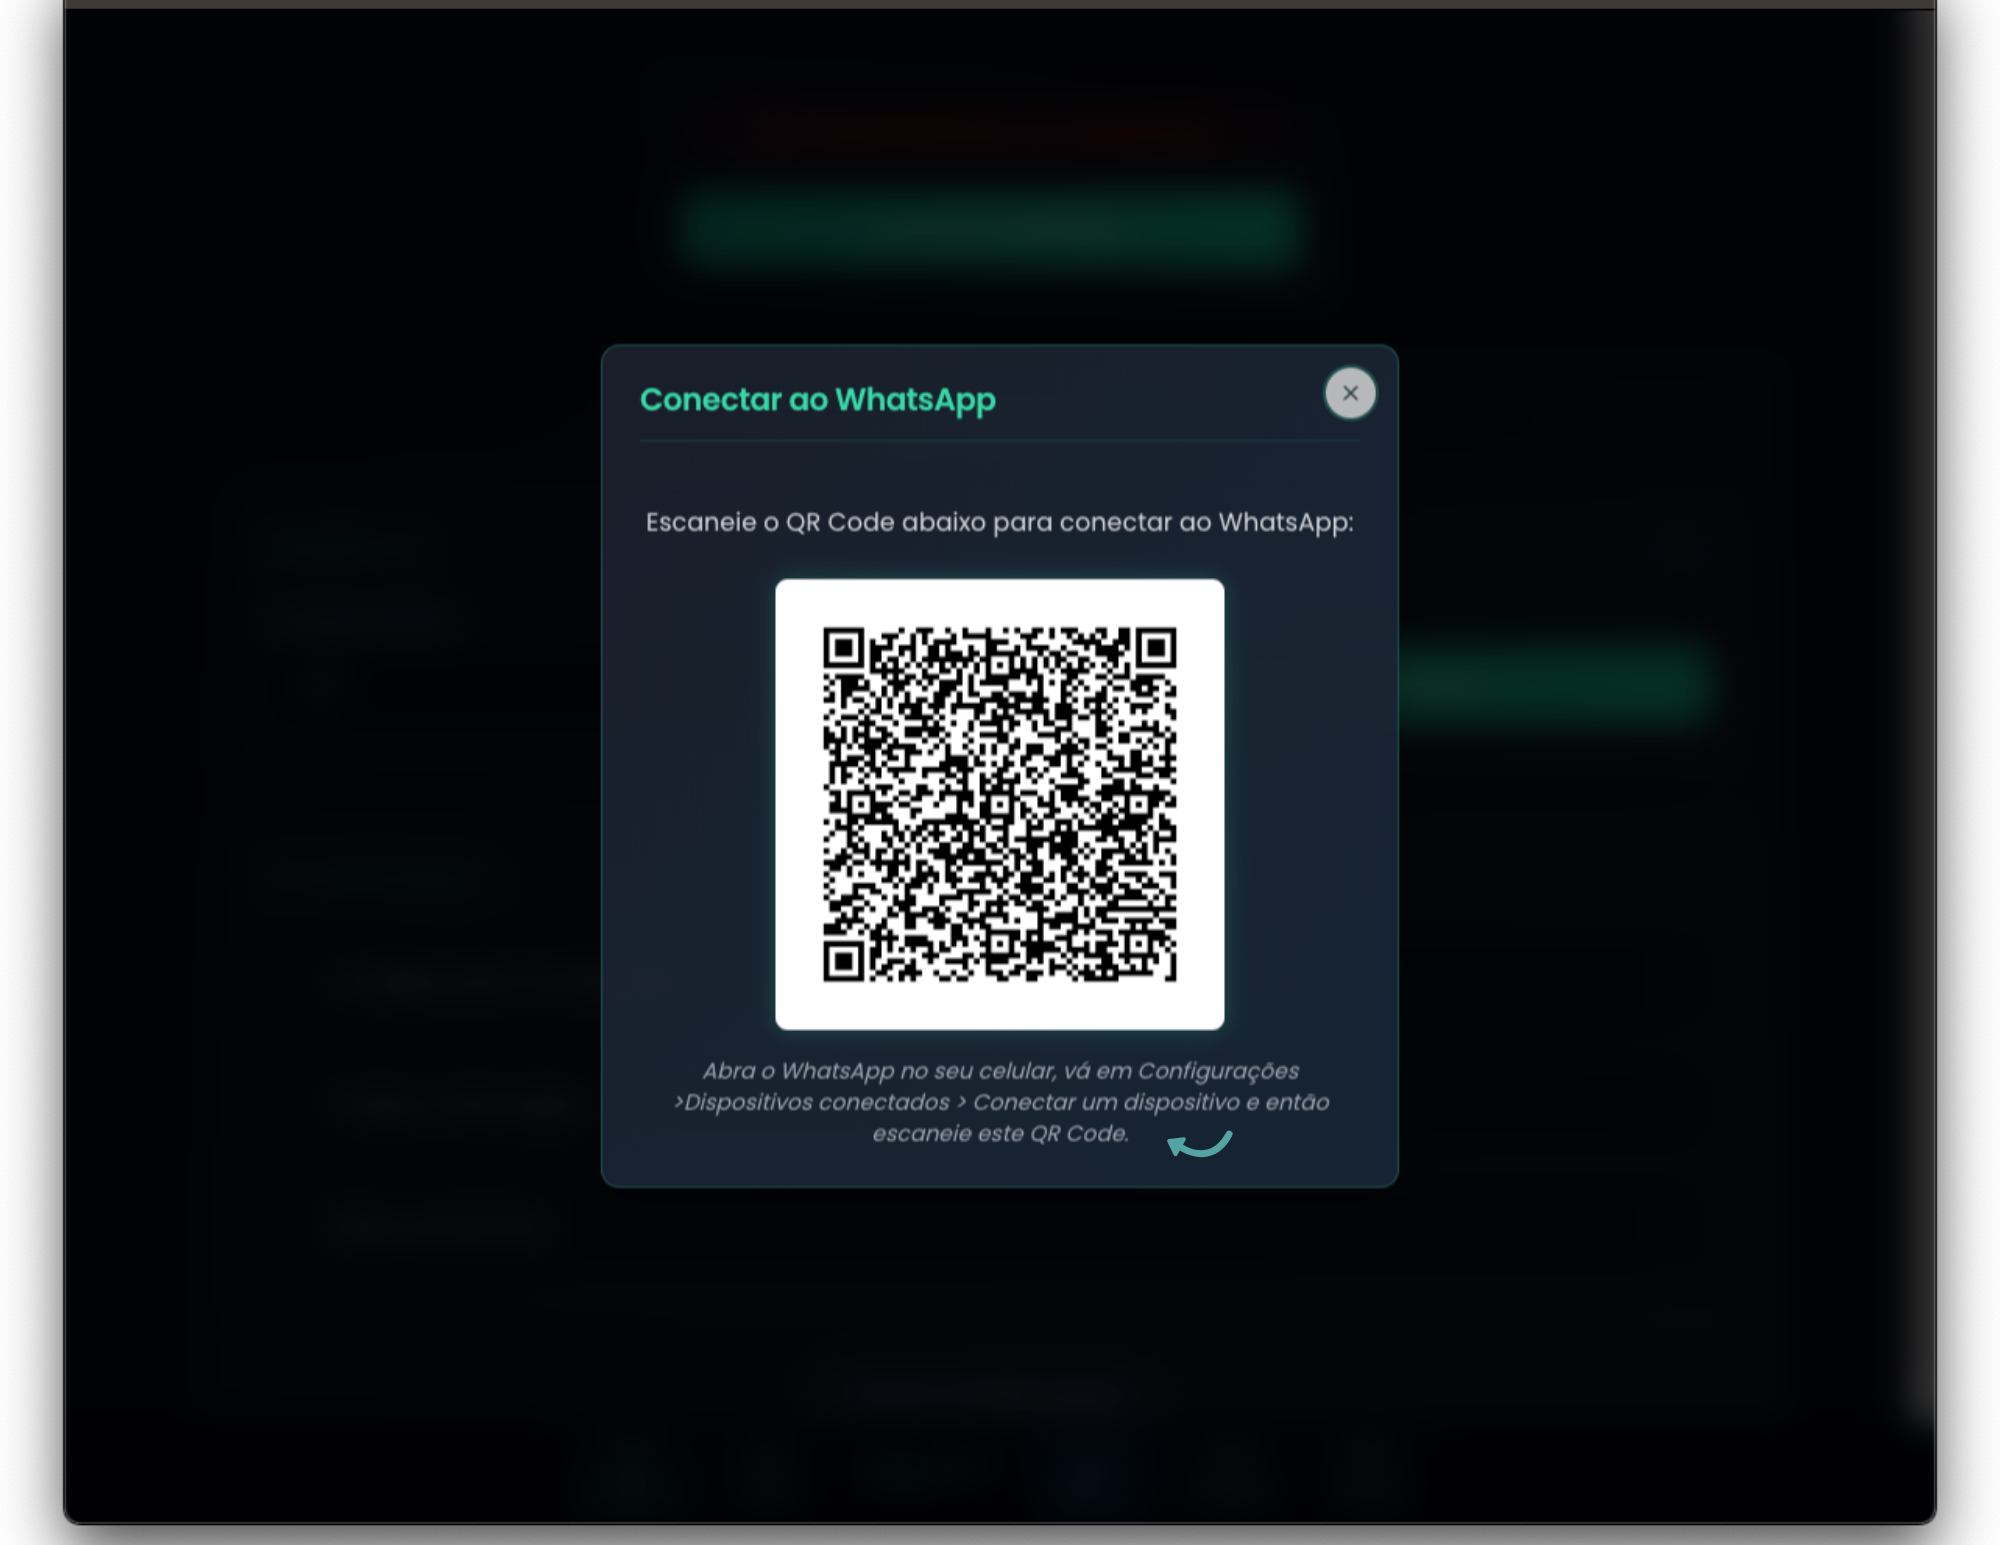 Conectar ao WhatsApp
Escaneie o QR Code abaixo para conectar ao WhatsApp:
Abra o WhatsApp no seu celular, vá em Configurações
>Dispositivos conectados > Conectar um dispositivo e então
escaneie este QR Code.